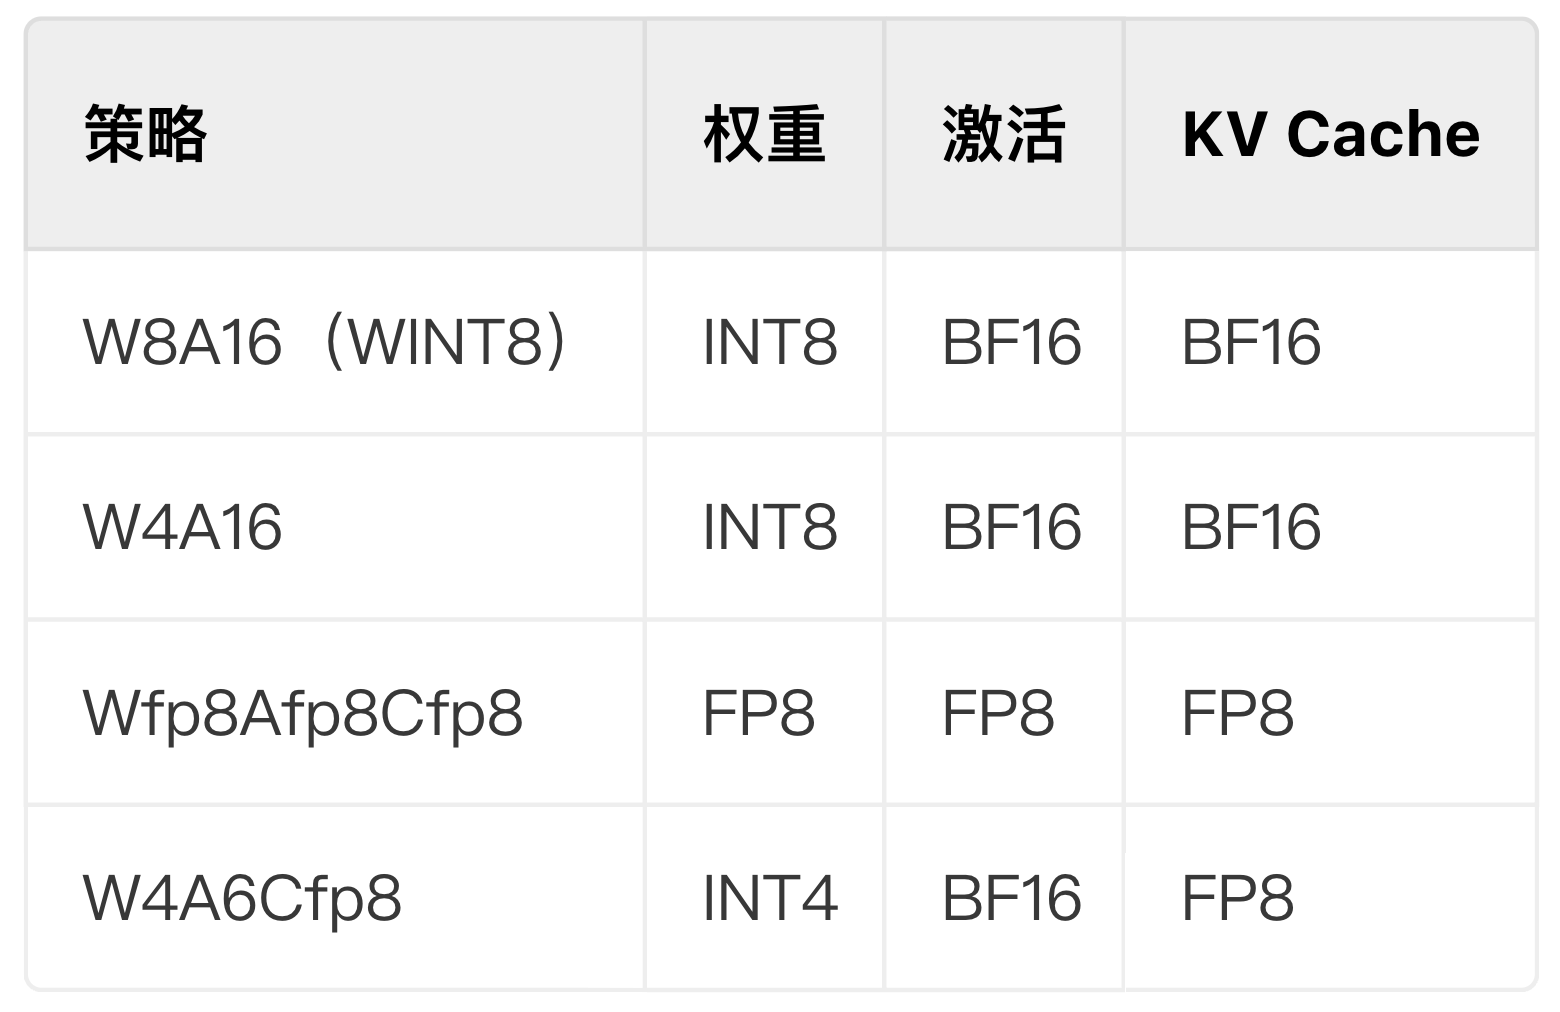 策略 权重 激活 KV Cache
W8A16（WINT8） INT8 BF16 BF16
W4A16 INT8 BF16 BF16
Wfp8Afp8Cfp8 FP8 FP8 FP8
W4A6Cfp8 INT4 BF16 FP8